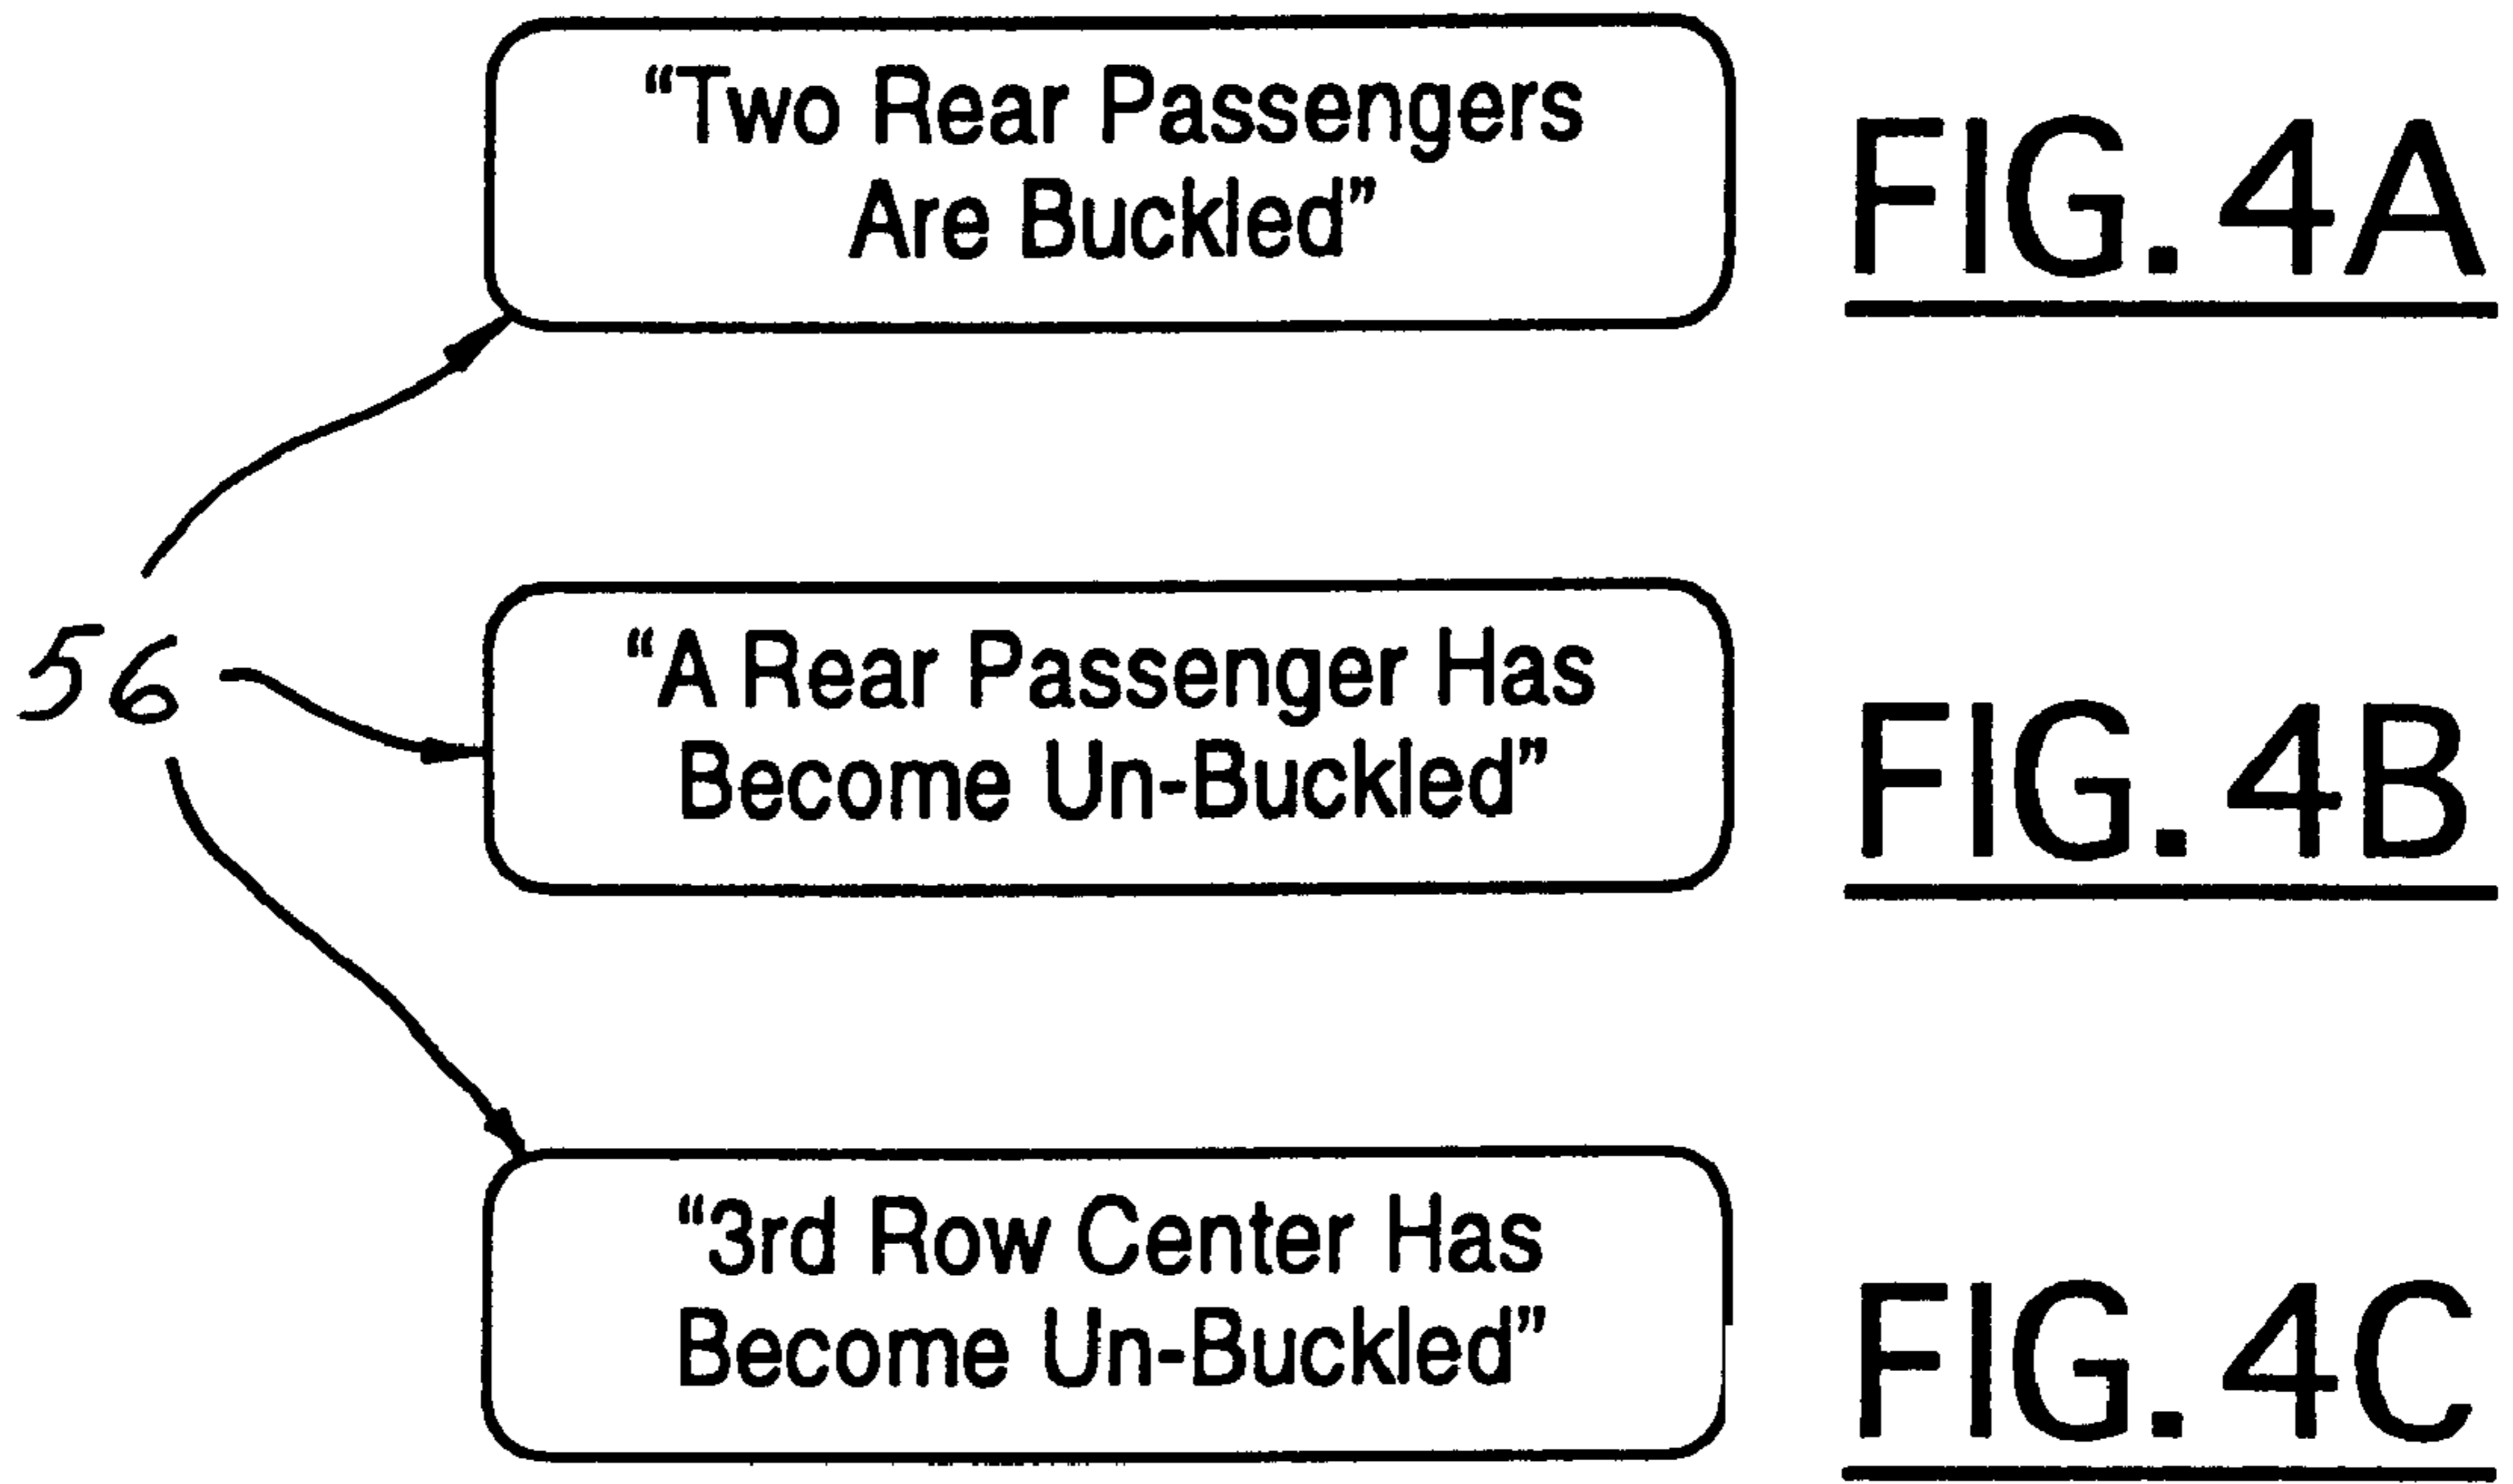 “Two Rear Passengers
Are Buckled”
FIG. 4A
56
“A Rear Passenger Has
Become Un-Buckled”
FIG. 4B
“3rd Row Center Has
Become Un-Buckled”
FIG. 4C